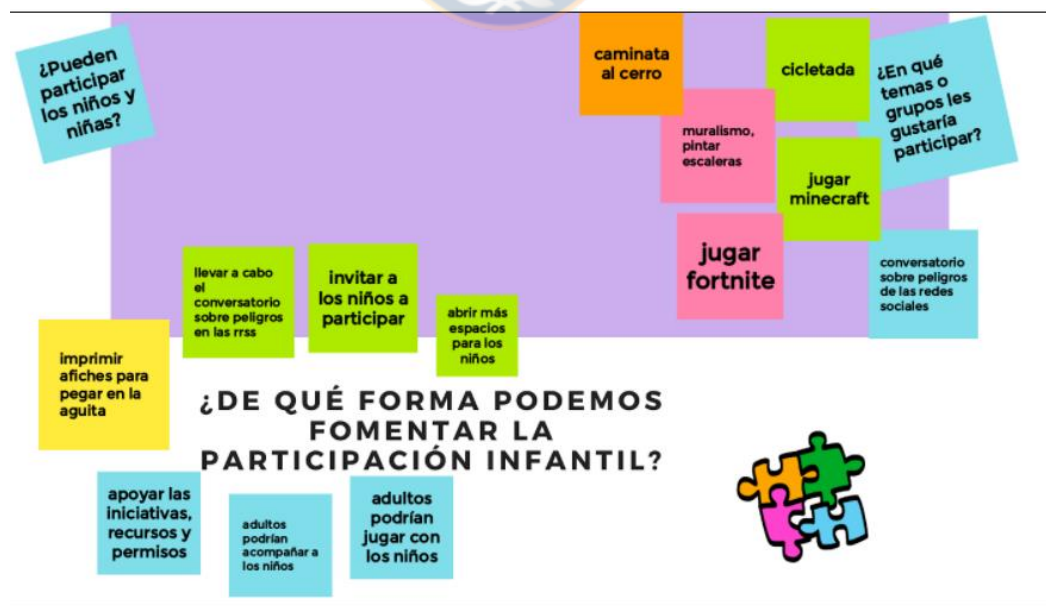 ¿Pueden
participar
los niños y
niñas?
caminata
al cerro
cicletada
¿En qué
temas o
grupos les
gustaría
participar?
muralismo,
pintar
escaleras
jugar
minecraft
jugar
fortnite
conversatorio
sobre peligros
de las redes
sociales
llevar a cabo
el
conversatorio
sobre peligros
en las rrss
invitar a
los niños a
participar
abrir más
espacios
para los
niños
imprimir
afiches para
pegar en la
aguita
¿DE QUÉ FORMA PODEMOS
FOMENTAR LA
PARTICIPACIÓN INFANTIL?
apoyar las
iniciativas,
recursos y
permisos
adultos
podrían
acompañar a
los niños
adultos
podrían
jugar con
los niños